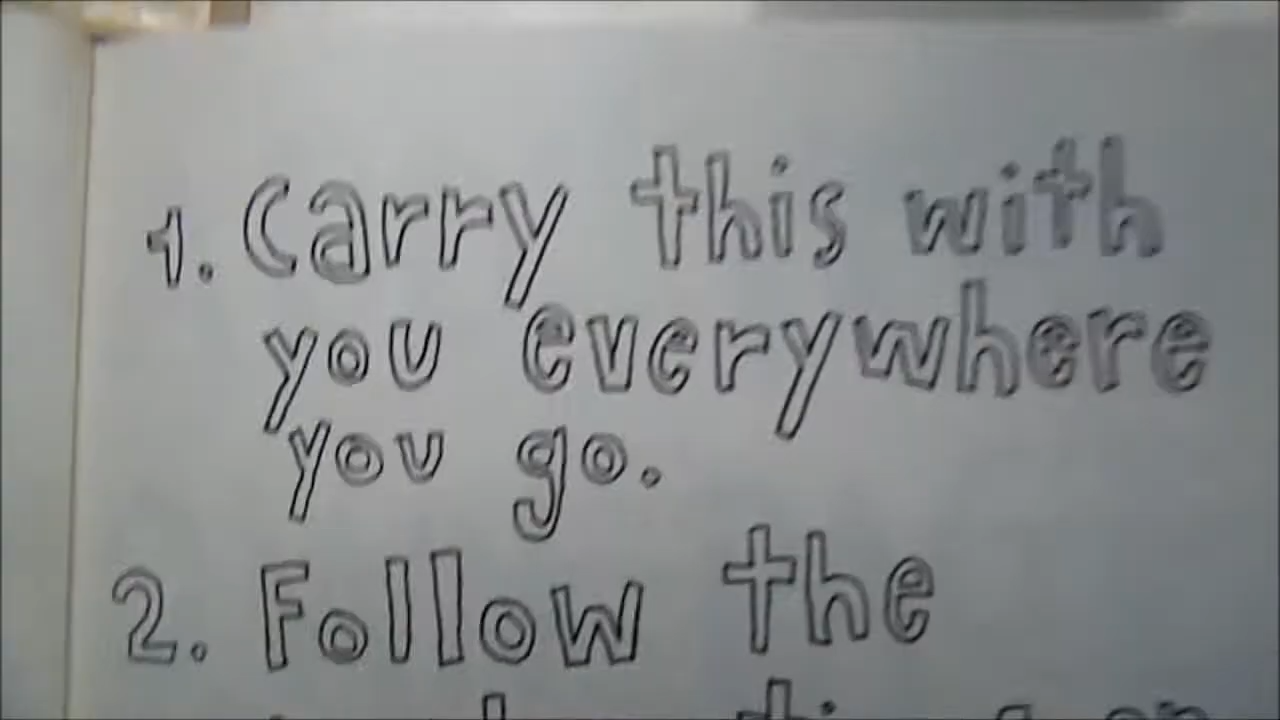 1. Carry this with
you everywhere
you go.
2. Follow the